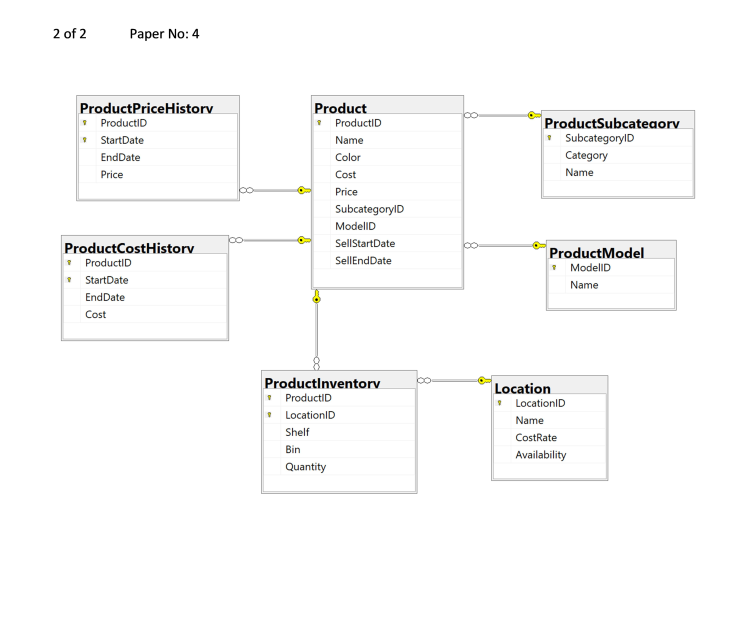 2 of 2 Paper No: 4
ProductPriceHistory
ProductID
StartDate
EndDate
Price
Product
ProductID
Name
Color
Cost
Price
SubcategoryID
ModelID
SellStartDate
SellEndDate
ProductSubcategory
SubcategoryID
Category
Name
ProductCostHistory
ProductID
StartDate
EndDate
Cost
ProductModel
ModelID
Name
ProductInventory
ProductID
LocationID
Shelf
Bin
Quantity
Location
LocationID
Name
CostRate
Availability